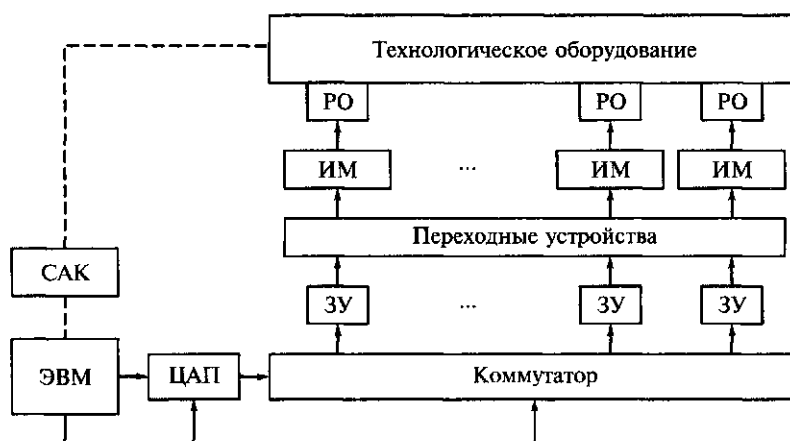 Технологическое оборудование
РО РО РО
ИМ ... ИМ ИМ
Переходные устройства
САК
ЗУ ... ЗУ ЗУ
ЭВМ ЦАП Коммутатор